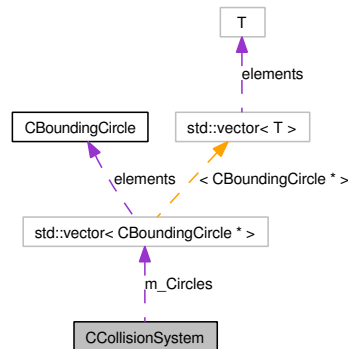 T
elements
CBoundingCircle
std::vector< T >
elements
< CBoundingCircle * >
std::vector< CBoundingCircle * >
m_Circles
CCollisionSystem